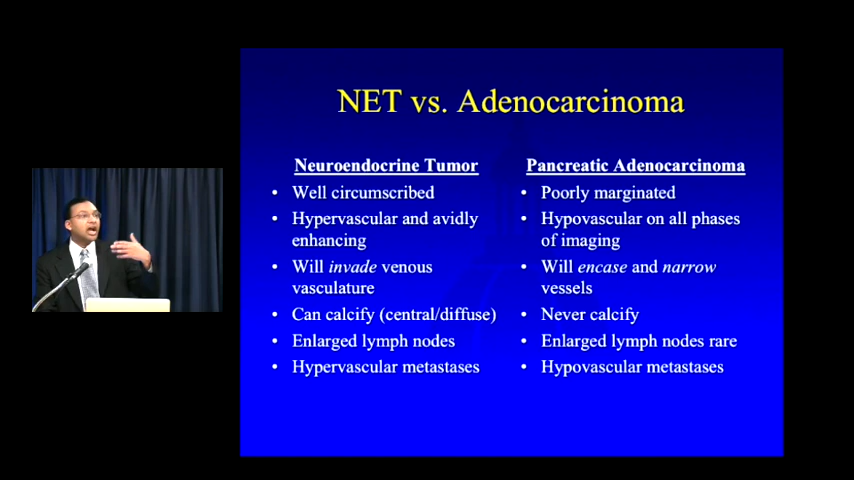 NET vs. Adenocarcinoma
Neuroendocrine Tumor
• Well circumscribed
• Hypervascular and avidly
enhancing
• Will invade venous
vasculature
• Can calcify (central/diffuse)
• Enlarged lymph nodes
• Hypervascular metastases
Pancreatic Adenocarcinoma
• Poorly marginated
• Hypovascular on all phases
of imaging
• Will encase and narrow
vessels
• Never calcify
• Enlarged lymph nodes rare
• Hypovascular metastases